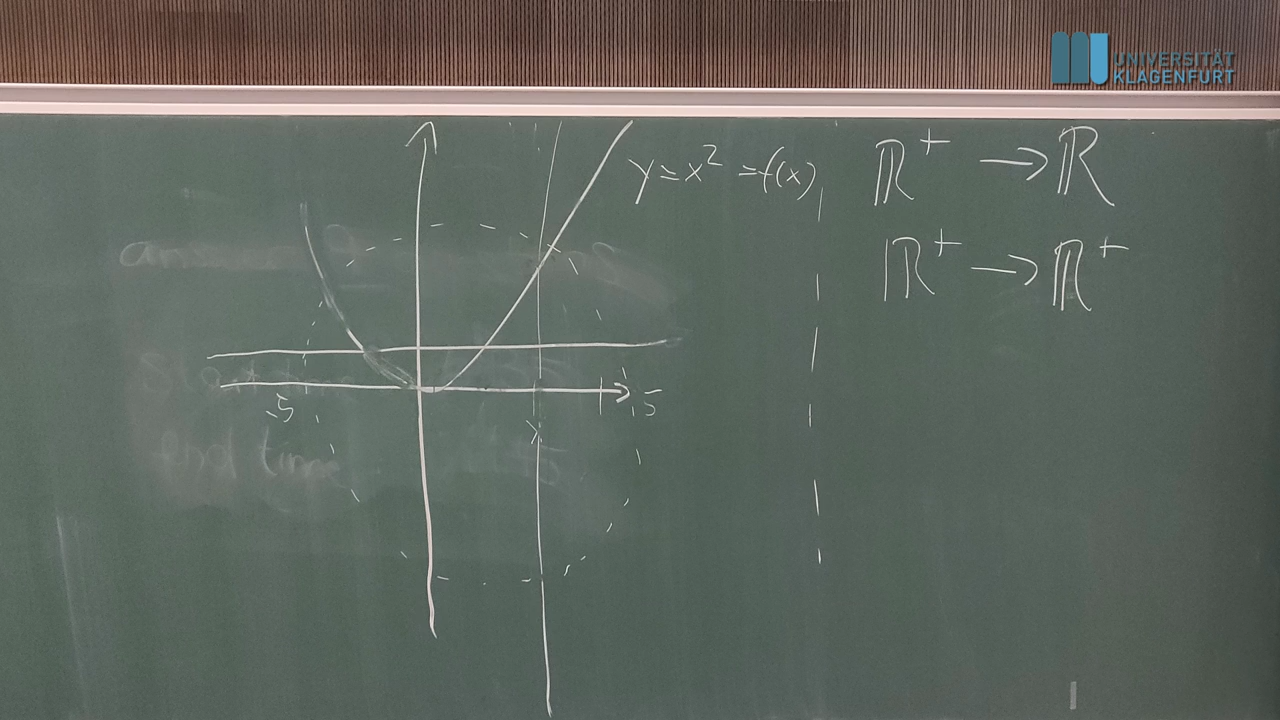 UNIVERSITÄT
KLAGENFURT
y = x² = f(x)
ℝ⁺ → ℝ
ℝ⁺ → ℝ⁺
-5
5
x